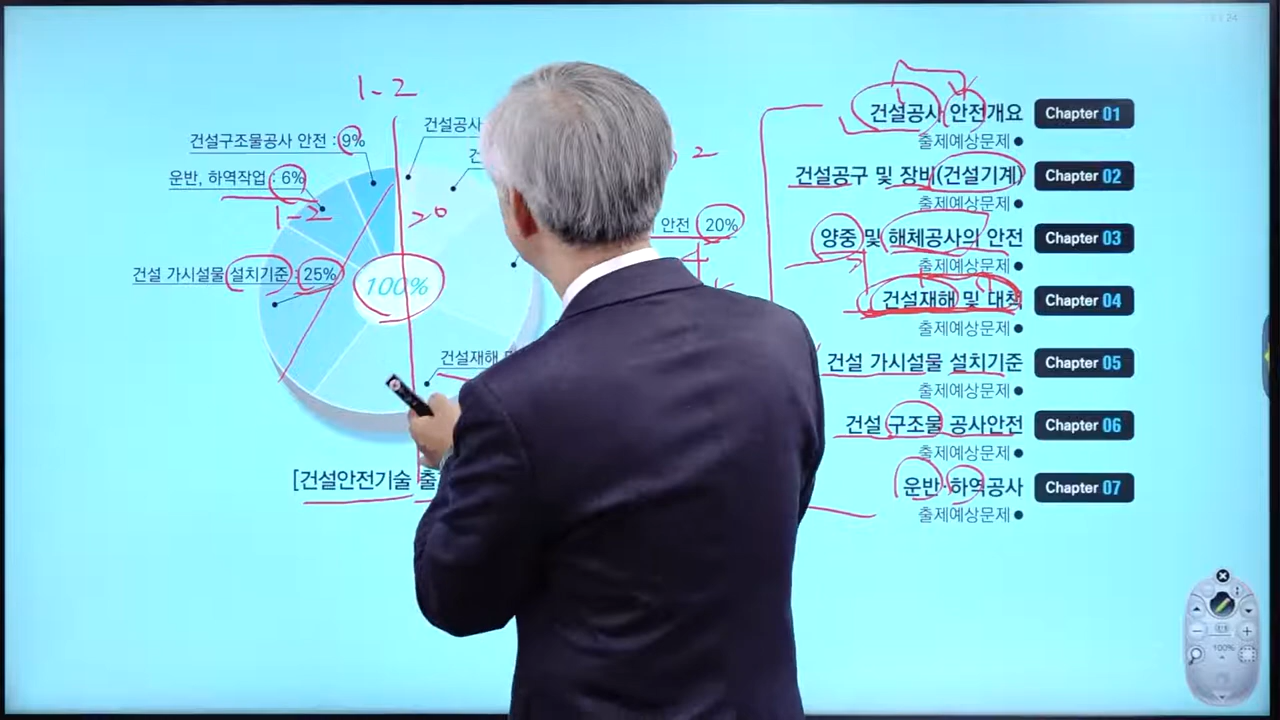 1-2
건설구조물공사 안전 : 9%
건설공사
운반, 하역작업 : 6%
1-2
20
2
안전 20%
건설 가시설물 설치기준 : 25%
100%
건설재해
[건설안전기술
건설공사 안전개요 Chapter 01
출제예상문제
건설공구 및 장비(건설기계) Chapter 02
출제예상문제
양중 및 해체공사의 안전 Chapter 03
출제예상문제
건설재해 및 대책 Chapter 04
출제예상문제
건설 가시설물 설치기준 Chapter 05
출제예상문제
건설 구조물 공사안전 Chapter 06
출제예상문제
운반·하역공사 Chapter 07
출제예상문제
100%